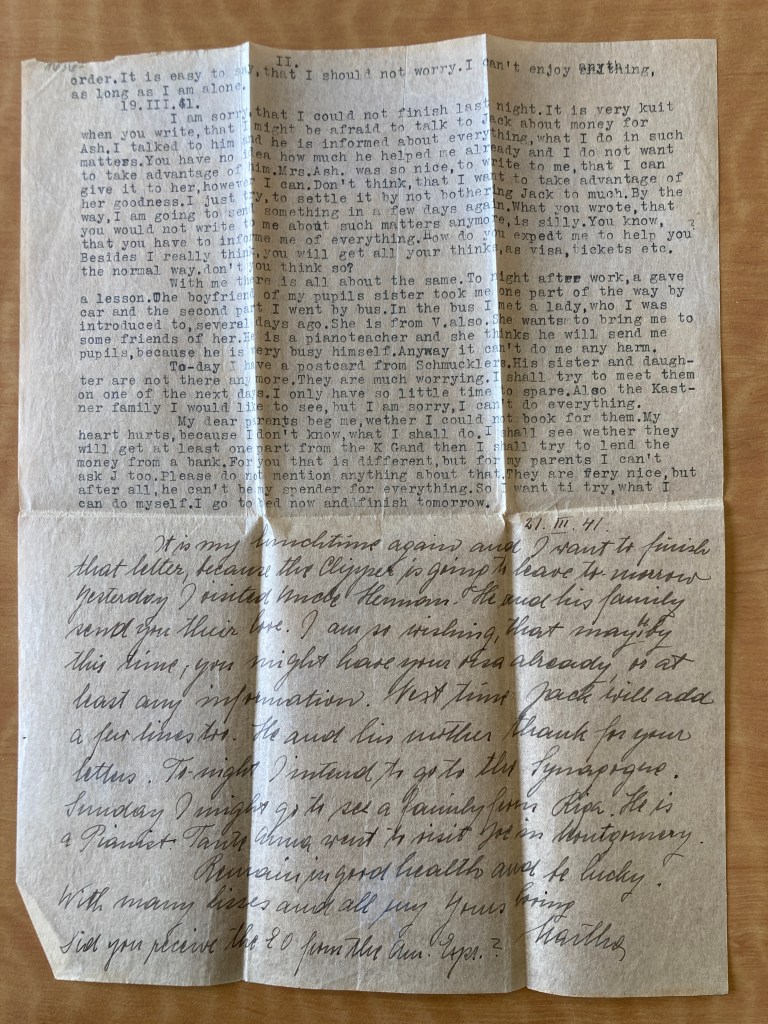 II.
order.It is easy to say,that I should not worry.I can't enjoy anything,
as long as I am alone.
19.III.41.
I am sorry,that I could not finish last night.It is very kuit
when you write,that I might be afraid to talk to Jack about money for
Ash.I talked to him and he is informed about everything,what I do in such
matters.You have no idea how much he helped me already and I do not want
to take advantage of him.Mrs.Ash. was so nice,to write to me,that I can
give it to her,however I can.Don't think,that I want to take advantage of
her goodness.I just try,to settle it by not bothering Jack to much.By the
way,I am going to send something in a few days again.What you wrote,that
you would not write to me about such matters anymore,is silly.You know,
that you have to informe me of everything.How do you expedt me to help you?
Besides I really think,you will get all your thinks,as visa,tickets etc.
the normal way.don't you think so?
With me there is all about the same.To night after work,a gave
a lesson.The boyfriend of my pupils sister took me one part of the way by
car and the second part I went by bus.In the bus I met a lady,who I was
introduced to,several days ago.She is from V.also.She wants to bring me to
some friends of her.He is a pianoteacher and she thinks he will send me
pupils,because he is very busy himself.Anyway it can't do me any harm.
To-day I have a postcard from Schmucklers.His sister and daugh-
ter are not there anymore.They are much worrying.I shall try to meet them
on one of the next days.I only have so little time to spare.Also the Kast-
ner family I would like to see,but I am sorry,I can't do everything.
My dear parents beg me,wether I could not book for them.My
heart hurts,because I don't know,what I shall do.I shall see wether they
will get at least one part from the K G and then I shall try to lend the
money from a bank.For you that is different,but for my parents I can't
ask J too.Please do not mention anything about that.They are very nice,but
after all,he can't be my spender for everything.So I want ti try,what I
can do myself.I go to bed now and finish tomorrow.
21. III. 41.
It is my lunchtime again and I want to finish
that letter, because the Clipper is going to leave to-morrow
Yesterday I visited Uncle Herman. He and his family
send you their love. I am so wishing, that may by
this time, you might have your visa already, or at
least any information. Next time Jack will add
a few lines too. He and his mother thank for your
letters. To-night I intend to go to the Synagogue.
Sunday I might go to see a family from Riga. He is
a Pianist. Tante Anna went to visit Joe in Montgomery.
Remain in good health and be lucky.
With many kisses and all my Yours loving
Martha
Did you receive the 20 from the Am. Expr.?